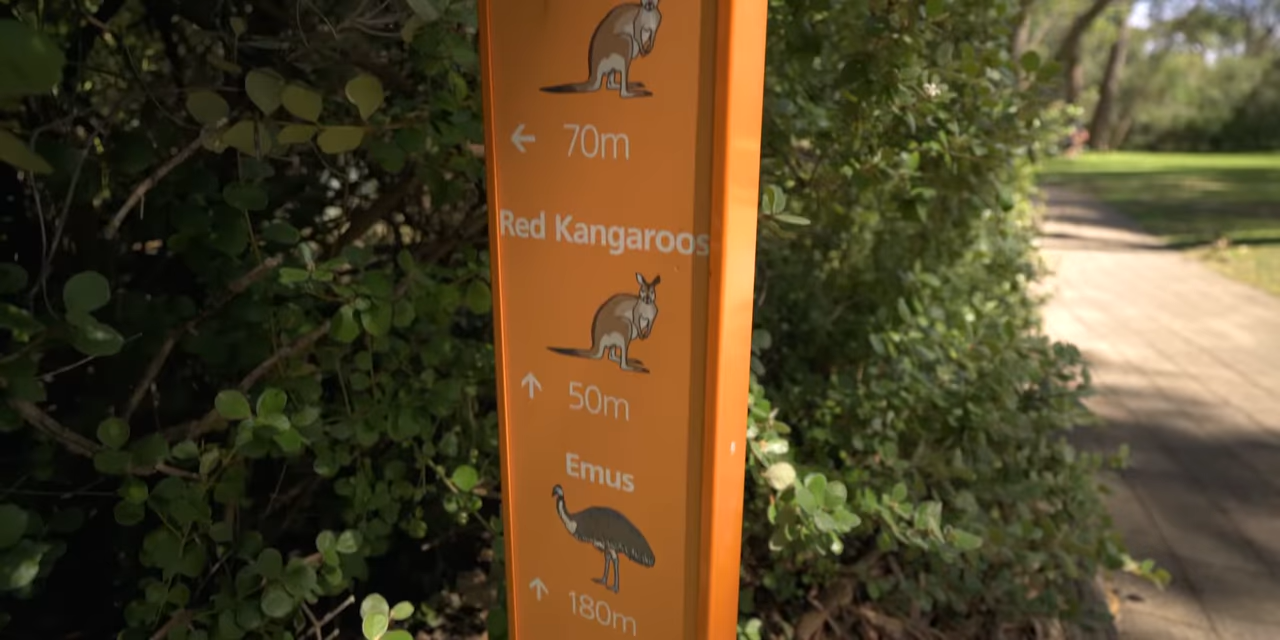 ← 70m
Red Kangaroos
↑ 50m
Emus
↑ 180m